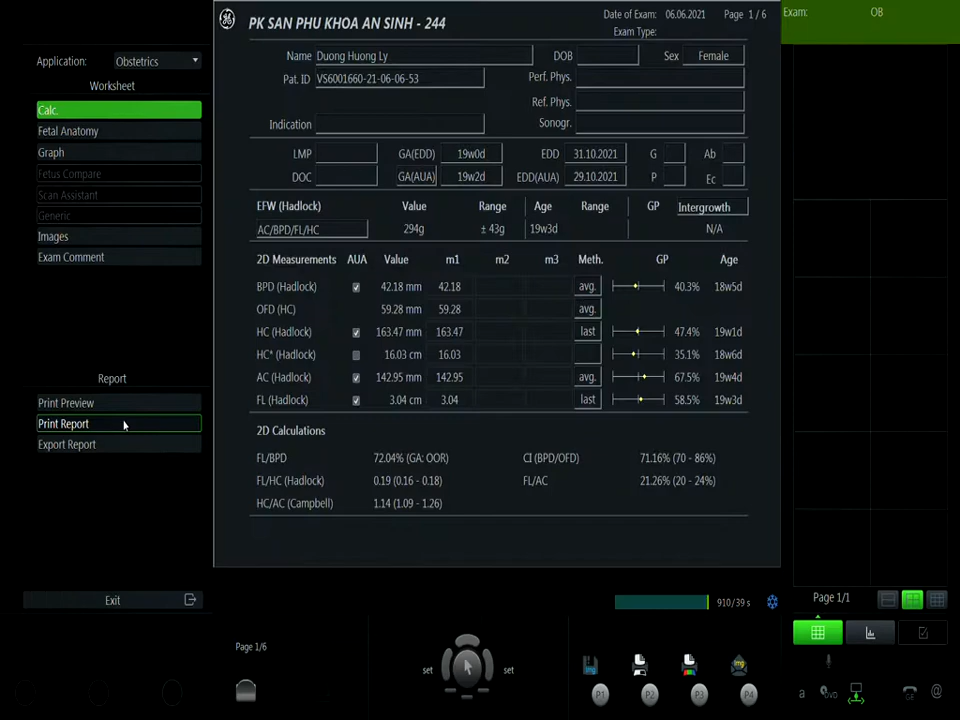 PK SAN PHU KHOA AN SINH - 244
Date of Exam: 06.06.2021 Page 1 / 6
Exam Type:
Exam: OB
Application: Obstetrics
Worksheet
Calc.
Fetal Anatomy
Graph
Fetus Compare
Scan Assistant
Generic
Images
Exam Comment
Report
Print Preview
Print Report
Export Report
Exit
Name Duong Huong Ly DOB Sex Female
Pat. ID VS6001660-21-06-06-53 Perf. Phys.
Ref. Phys.
Indication Sonogr.
LMP GA(EDD) 19w0d EDD 31.10.2021 G Ab
DOC GA(AUA) 19w2d EDD(AUA) 29.10.2021 P Ec
EFW (Hadlock) Value Range Age Range GP Intergrowth
AC/BPD/FL/HC 294g ± 43g 19w3d N/A
2D Measurements AUA Value m1 m2 m3 Meth. GP Age
BPD (Hadlock) 42.18 mm 42.18 avg. 40.3% 18w5d
OFD (HC) 59.28 mm 59.28 avg.
HC (Hadlock) 163.47 mm 163.47 last 47.4% 19w1d
HC* (Hadlock) 16.03 cm 16.03 35.1% 18w6d
AC (Hadlock) 142.95 mm 142.95 avg. 67.5% 19w4d
FL (Hadlock) 3.04 cm 3.04 last 58.5% 19w3d
2D Calculations
FL/BPD 72.04% (GA: OOR) CI (BPD/OFD) 71.16% (70 - 86%)
FL/HC (Hadlock) 0.19 (0.16 - 0.18) FL/AC 21.26% (20 - 24%)
HC/AC (Campbell) 1.14 (1.09 - 1.26)
910/39 s
Page 1/1
Page 1/6
set set
P1 P2 P3 P4
a DVD @